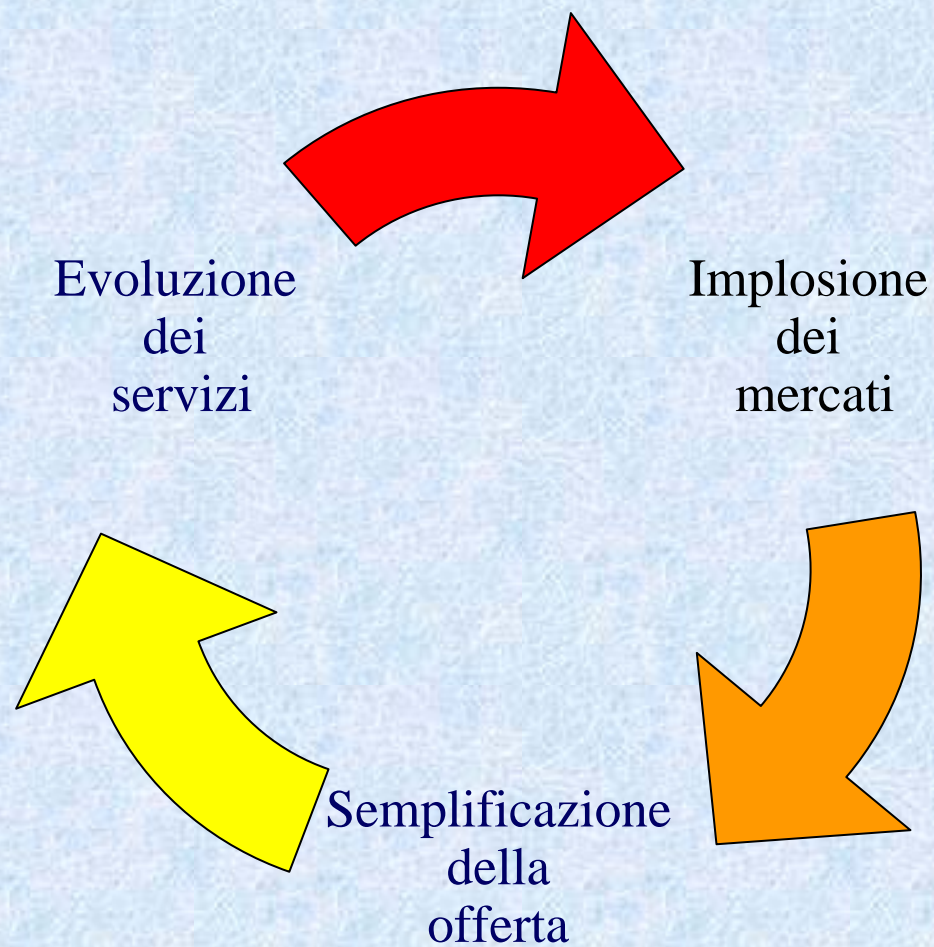 Evoluzione
dei
servizi
Implosione
dei
mercati
Semplificazione
della
offerta